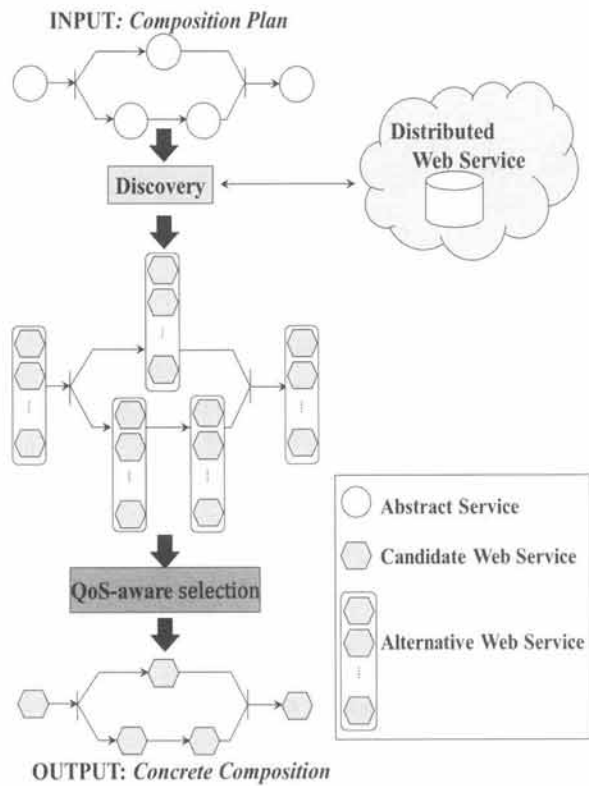 INPUT: Composition Plan
Distributed
Web Service
Discovery
Abstract Service
Candidate Web Service
Alternative Web Service
QoS-aware selection
OUTPUT: Concrete Composition